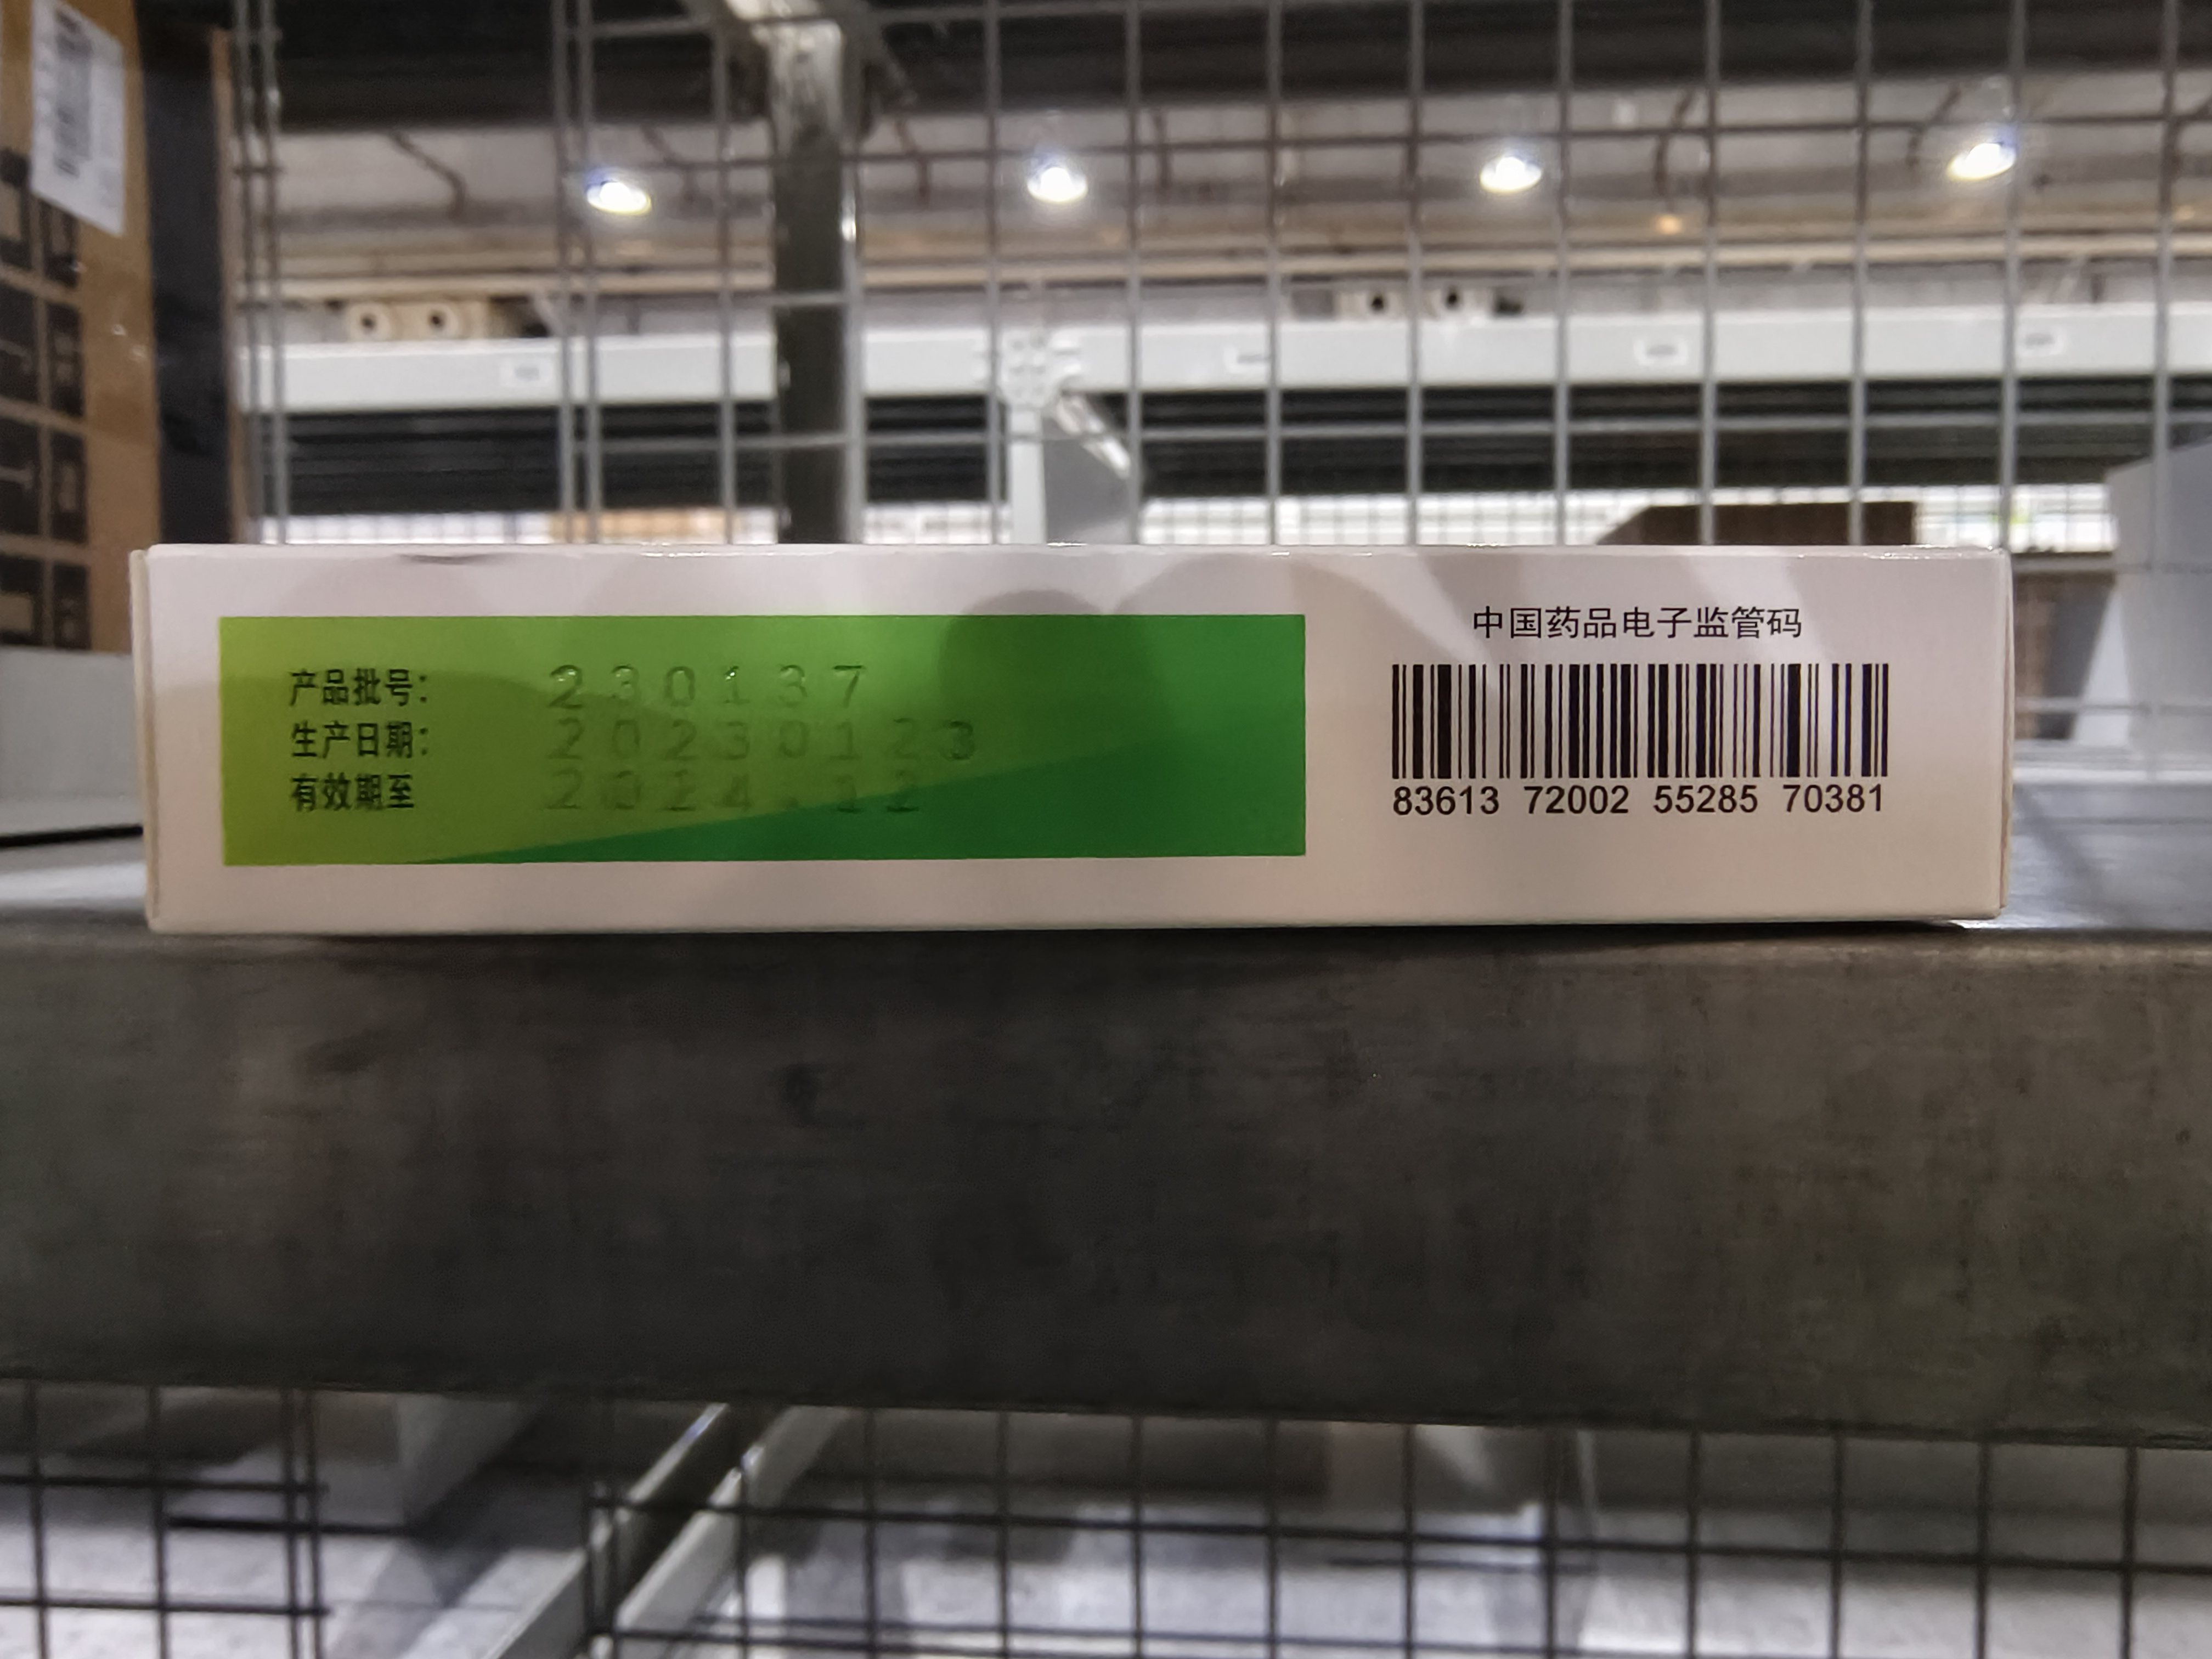 产品批号: 230137
生产日期: 20230123
有效期至 2024.12
中国药品电子监管码
83613 72002 55285 70381